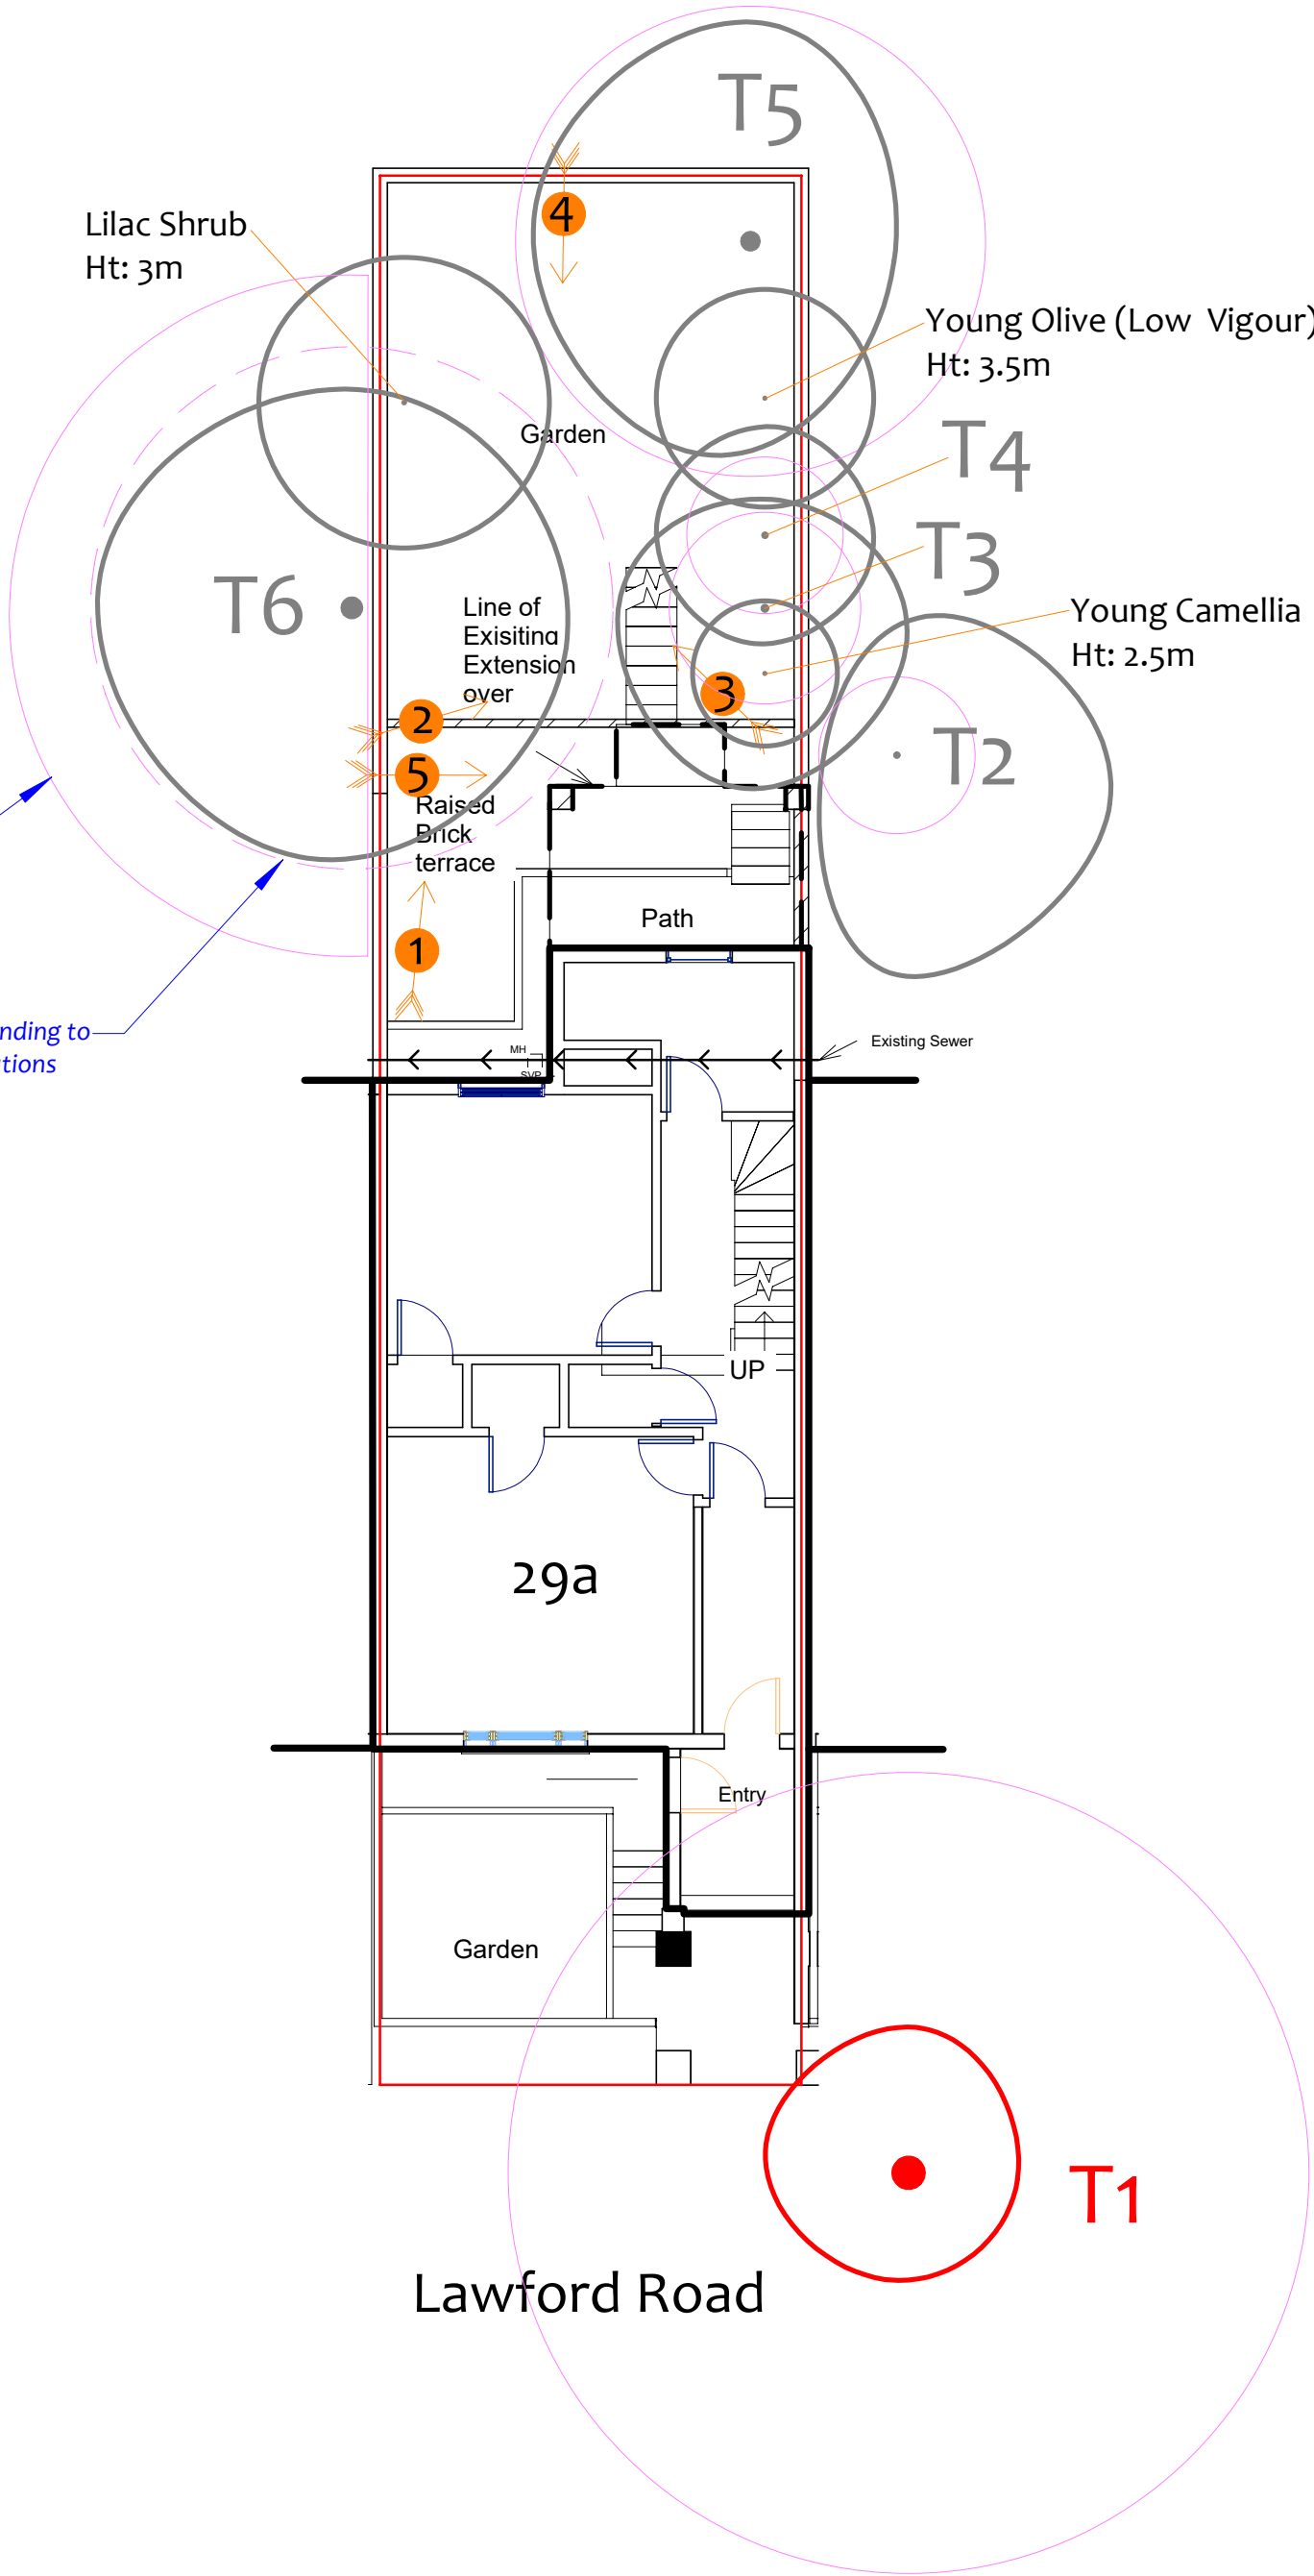 T5
4
Lilac Shrub
Ht: 3m
Young Olive (Low Vigour)
Ht: 3.5m
Garden
T4
T3
T6
Line of
Exisiting
Extension
over
Young Camellia
Ht: 2.5m
3
2
T2
5
Raised
Brick
terrace
Path
1
nding to
tions
MH
SVP
Existing Sewer
UP
29a
Entry
Garden
T1
Lawford Road